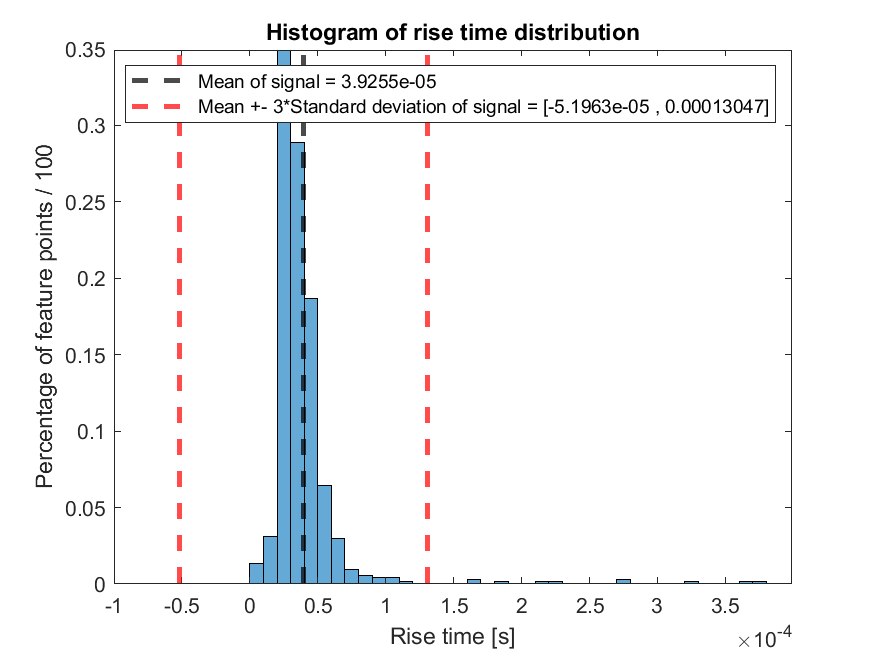 Histogram of rise time distribution
0.35
Mean of signal = 3.9255e-05
Mean +- 3*Standard deviation of signal = [-5.1963e-05 , 0.00013047]
0.3
0.25
0.2
0.15
0.1
0.05
0
Percentage of feature points / 100
-1 -0.5 0 0.5 1 1.5 2 2.5 3 3.5
Rise time [s]
×10-4